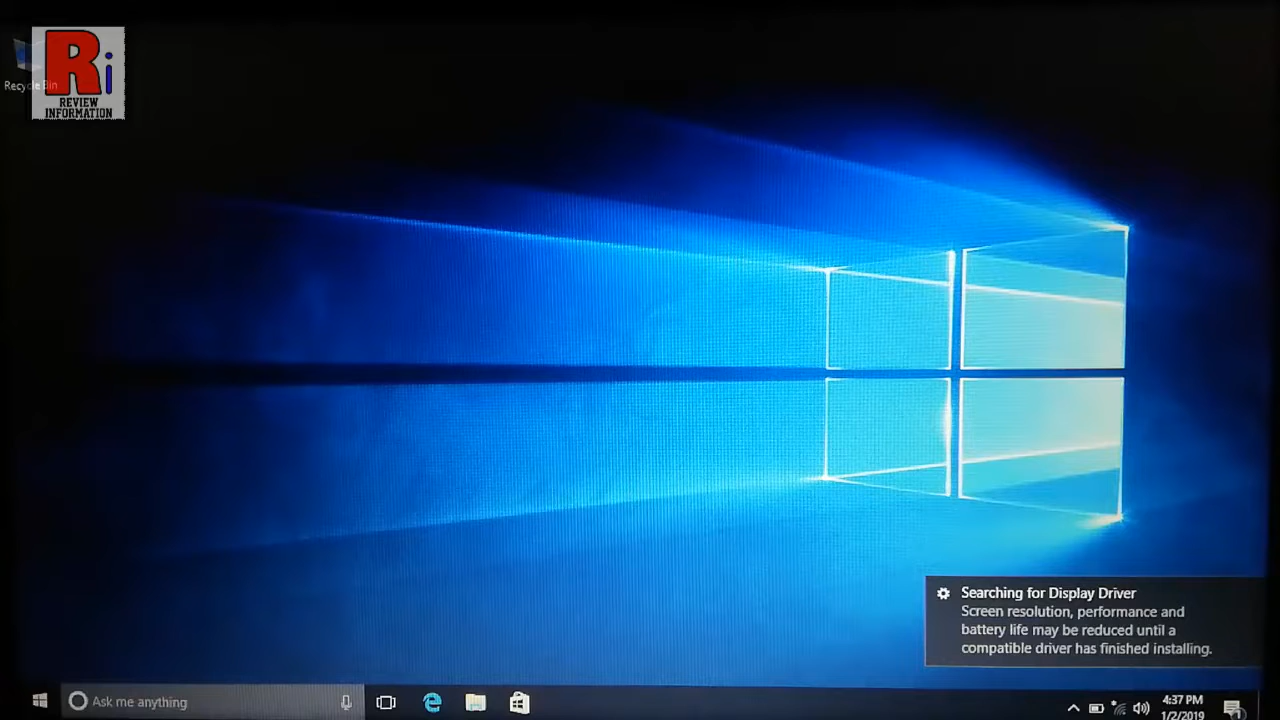 Recycle Bin
Ri
REVIEW
INFORMATION
Searching for Display Driver
Screen resolution, performance and
battery life may be reduced until a
compatible driver has finished installing.
Ask me anything
4:37 PM
1/2/2019